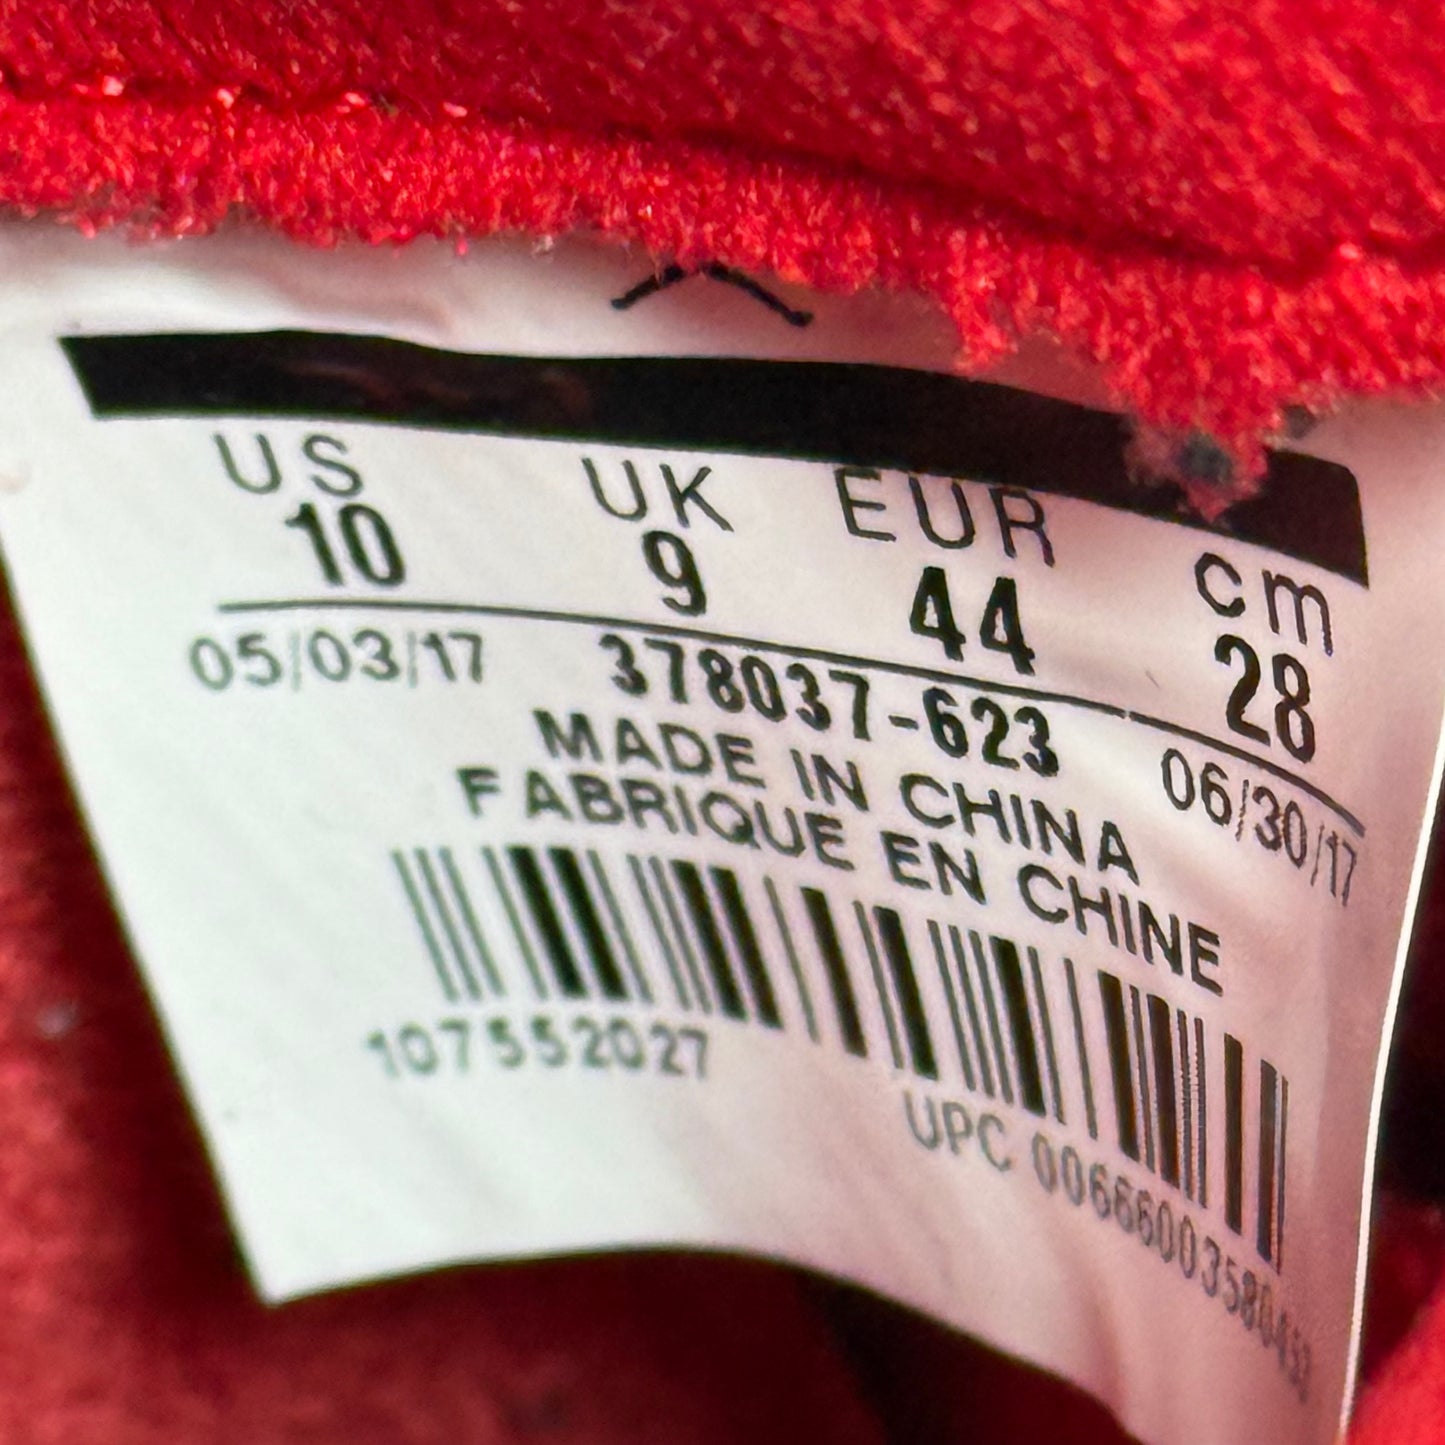 US UK EUR cm
10 9 44 28
05/03/17 378037-623 06/30/17
MADE IN CHINA
FABRIQUE EN CHINE
107552027
UPC